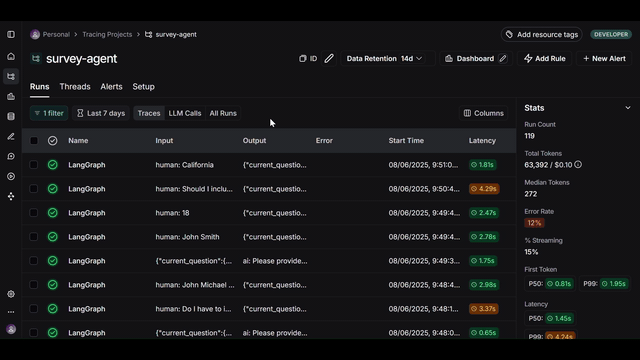 Personal > Tracing Projects > survey-agent
Add resource tags
DEVELOPER
survey-agent
ID
Data Retention 14d
Dashboard
Add Rule
+ New Alert
Runs Threads Alerts Setup
1 filter
Last 7 days
Traces LLM Calls All Runs
Columns
Name Input Output Error Start Time Latency
LangGraph human: California {"current_questio... 08/06/2025, 9:51:0... 1.81s
LangGraph human: Should I inclu... {"current_questio... 08/06/2025, 9:50:4... 4.29s
LangGraph human: 18 {"current_questio... 08/06/2025, 9:49:4... 2.47s
LangGraph human: John Smith {"current_questio... 08/06/2025, 9:49:4... 2.78s
LangGraph {"current_question":{... ai: Please provide... 08/06/2025, 9:49:3... 1.75s
LangGraph human: John Michael ... {"current_questio... 08/06/2025, 9:48:4... 2.98s
LangGraph human: Do I have to i... {"current_questio... 08/06/2025, 9:48:1... 3.37s
LangGraph {"current_question":{... ai: Please provide... 08/06/2025, 9:48:0... 0.65s
Stats
Run Count
119
Total Tokens
63,392 / $0.10
Median Tokens
272
Error Rate
12%
% Streaming
15%
First Token
P50: 0.81s P99: 1.95s
Latency
P50: 1.45s
P99: 4.24s